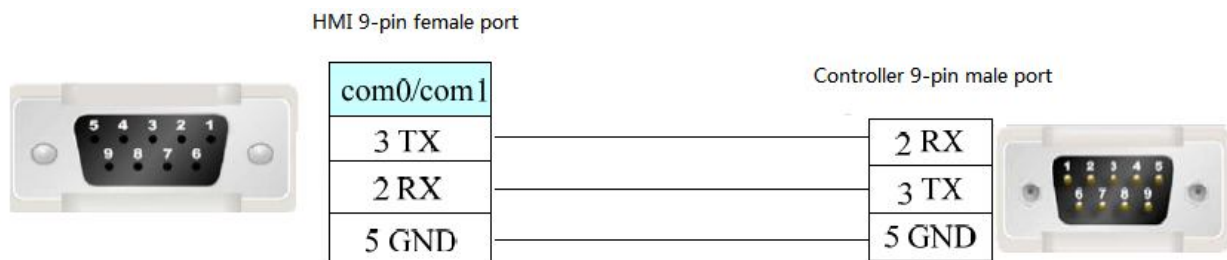 HMI 9-pin female port
Controller 9-pin male port
com0/com1
3 TX
2 RX
2 RX
3 TX
5 GND
5 GND
5 4 3 2 1
9 8 7 6
1 2 3 4 5
6 7 8 9